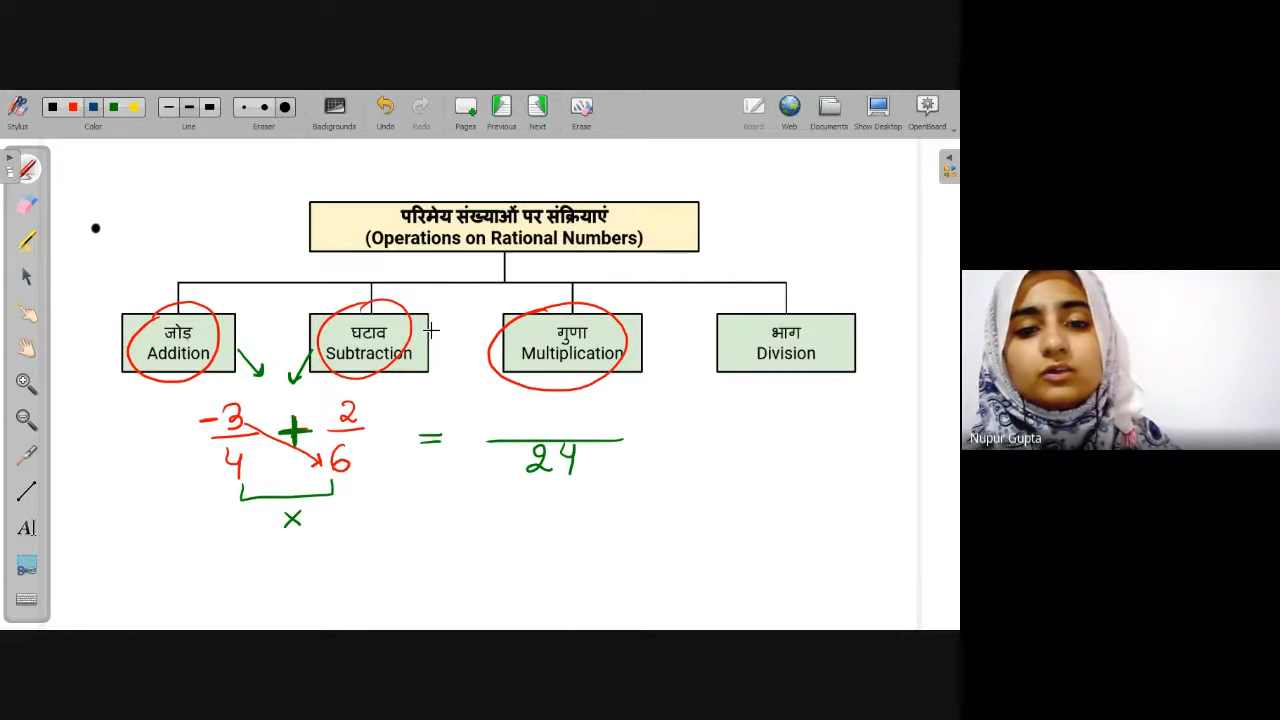 Stylus
Color
Line
Eraser
Backgrounds
Undo
Redo
Pages
Previous
Next
Erase
Board
Web
Documents
Show Desktop
OpenBoard
परिमेय संख्याओं पर संक्रियाएं
(Operations on Rational Numbers)
जोड़
Addition
घटाव
Subtraction
गुणा
Multiplication
भाग
Division
-3/4 + 2/6 = /24
×
Nupur Gupta